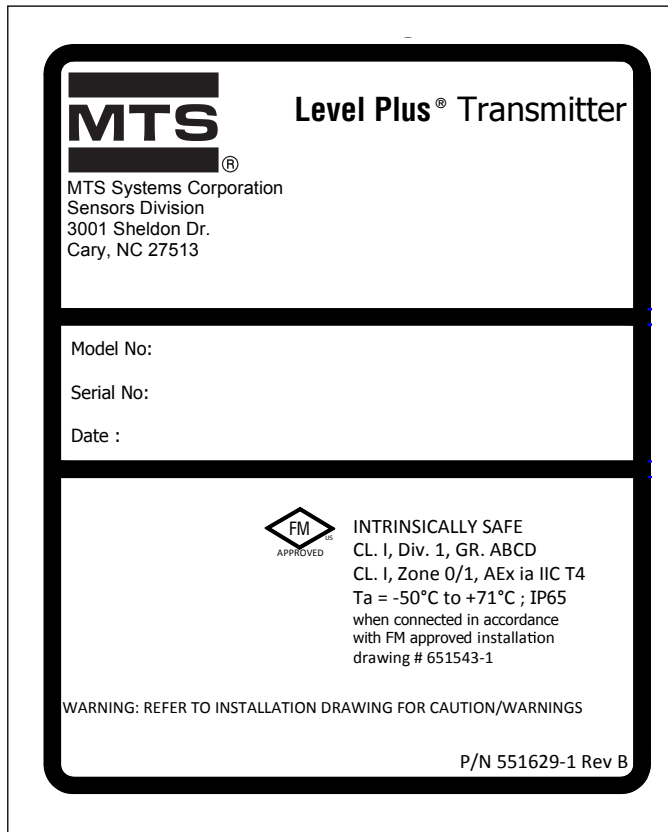 MTS
®
Level Plus® Transmitter
MTS Systems Corporation
Sensors Division
3001 Sheldon Dr.
Cary, NC 27513
Model No:
Serial No:
Date :
FM
us
APPROVED
INTRINSICALLY SAFE
CL. I, Div. 1, GR. ABCD
CL. I, Zone 0/1, AEx ia IIC T4
Ta = -50°C to +71°C ; IP65
when connected in accordance
with FM approved installation
drawing # 651543-1
WARNING: REFER TO INSTALLATION DRAWING FOR CAUTION/WARNINGS
P/N 551629-1 Rev B